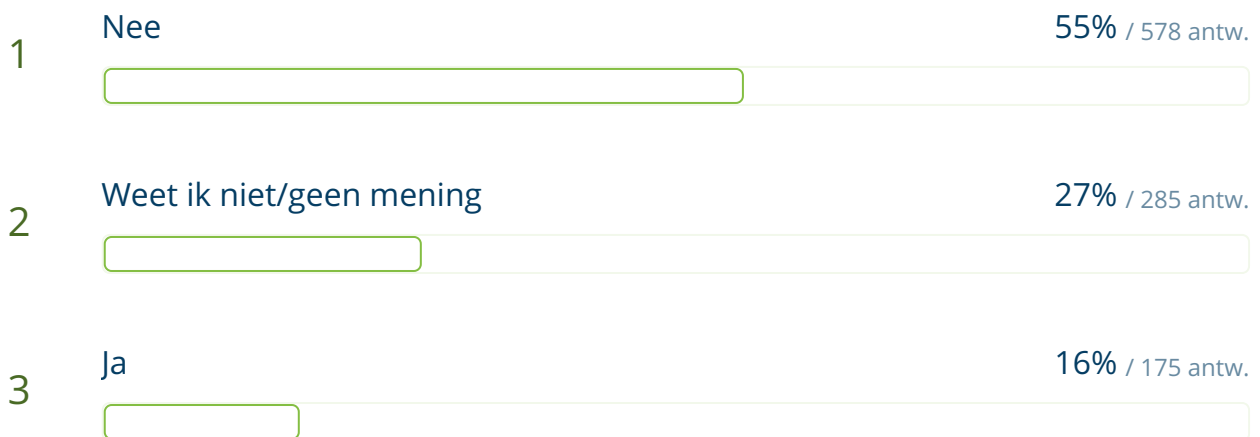 1 Nee 55% / 578 antw.
2 Weet ik niet/geen mening 27% / 285 antw.
3 Ja 16% / 175 antw.